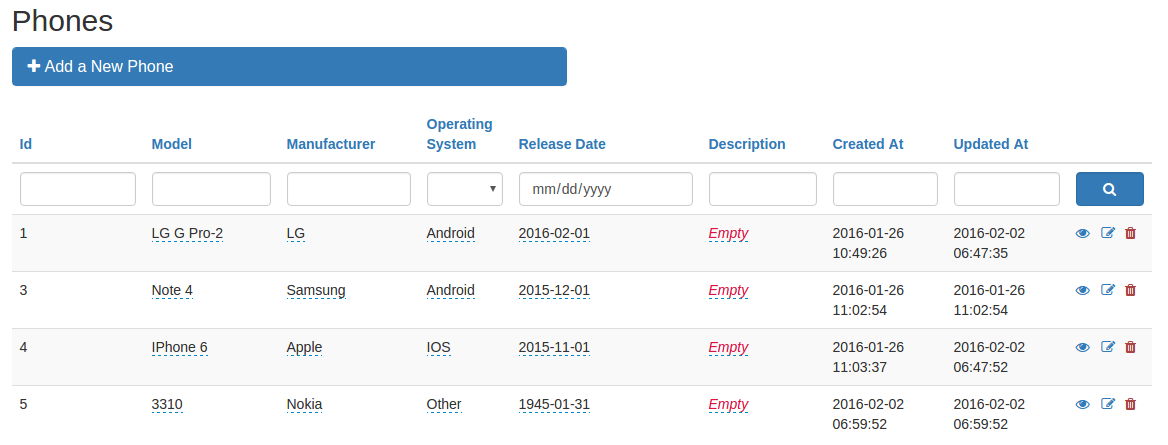 Phones
Add a New Phone
Id Model Manufacturer Operating System Release Date Description Created At Updated At
mm/dd/yyyy
1 LG G Pro-2 LG Android 2016-02-01 Empty 2016-01-26 10:49:26 2016-02-02 06:47:35
3 Note 4 Samsung Android 2015-12-01 Empty 2016-01-26 11:02:54 2016-01-26 11:02:54
4 IPhone 6 Apple IOS 2015-11-01 Empty 2016-01-26 11:03:37 2016-02-02 06:47:52
5 3310 Nokia Other 1945-01-31 Empty 2016-02-02 06:59:52 2016-02-02 06:59:52